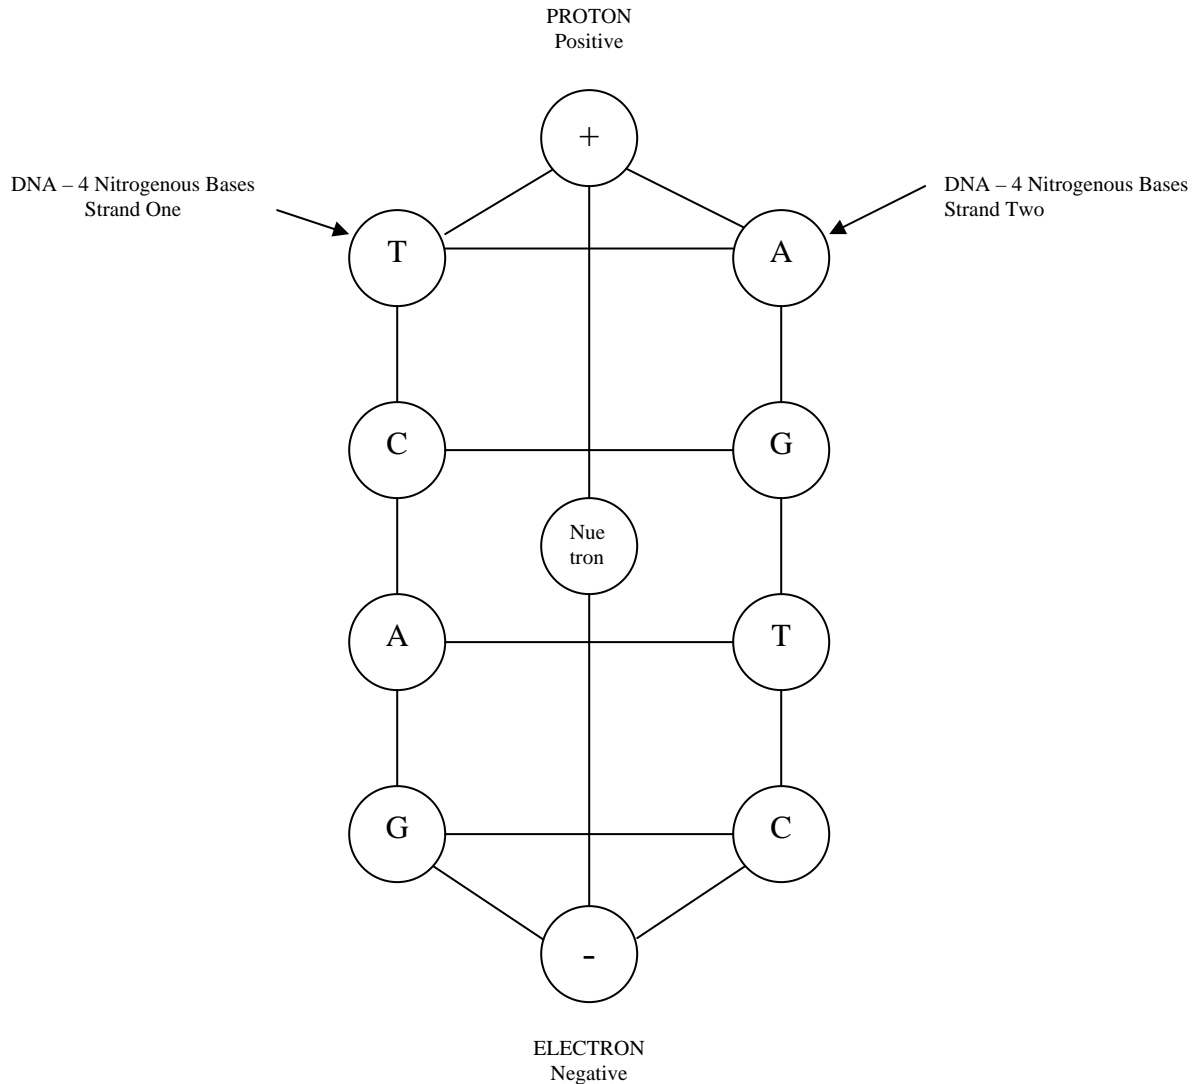 PROTON
Positive
+
DNA – 4 Nitrogenous Bases
Strand One
DNA – 4 Nitrogenous Bases
Strand Two
T
A
C
G
Nue
tron
A
T
G
C
-
ELECTRON
Negative